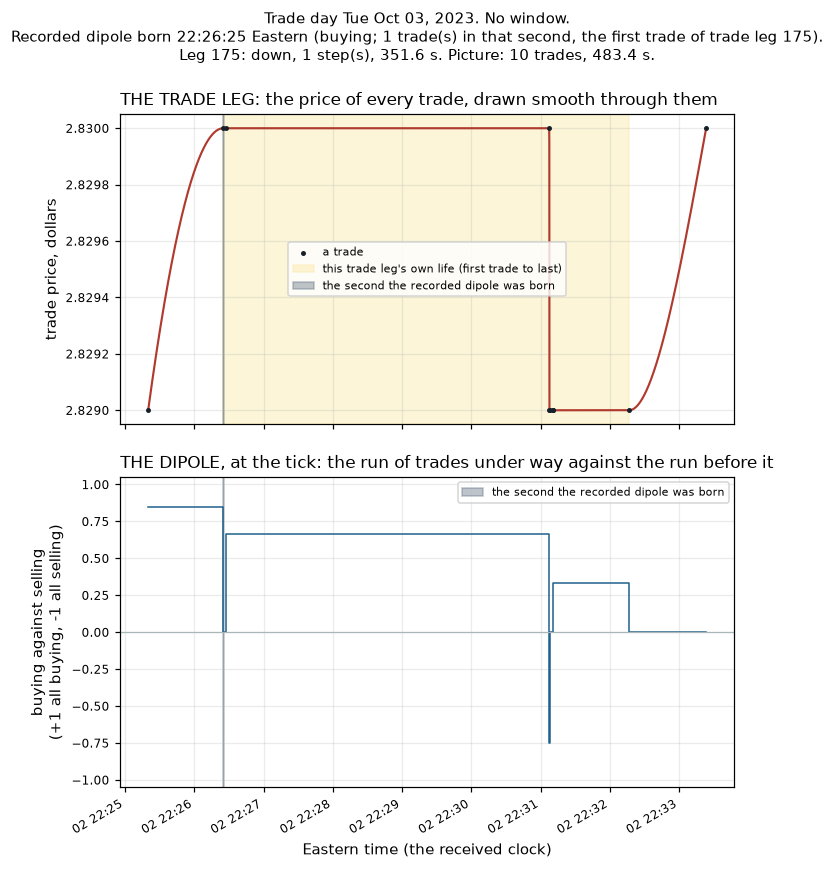 Trade day Tue Oct 03, 2023. No window.
Recorded dipole born 22:26:25 Eastern (buying; 1 trade(s) in that second, the first trade of trade leg 175).
Leg 175: down, 1 step(s), 351.6 s. Picture: 10 trades, 483.4 s.
THE TRADE LEG: the price of every trade, drawn smooth through them
trade price, dollars
2.8300
2.8298
2.8296
2.8294
2.8292
2.8290
a trade
this trade leg's own life (first trade to last)
the second the recorded dipole was born
THE DIPOLE, at the tick: the run of trades under way against the run before it
buying against selling
(+1 all buying, -1 all selling)
1.00
0.75
0.50
0.25
0.00
−0.25
−0.50
−0.75
−1.00
the second the recorded dipole was born
02 22:25
02 22:26
02 22:27
02 22:28
02 22:29
02 22:30
02 22:31
02 22:32
02 22:33
Eastern time (the received clock)